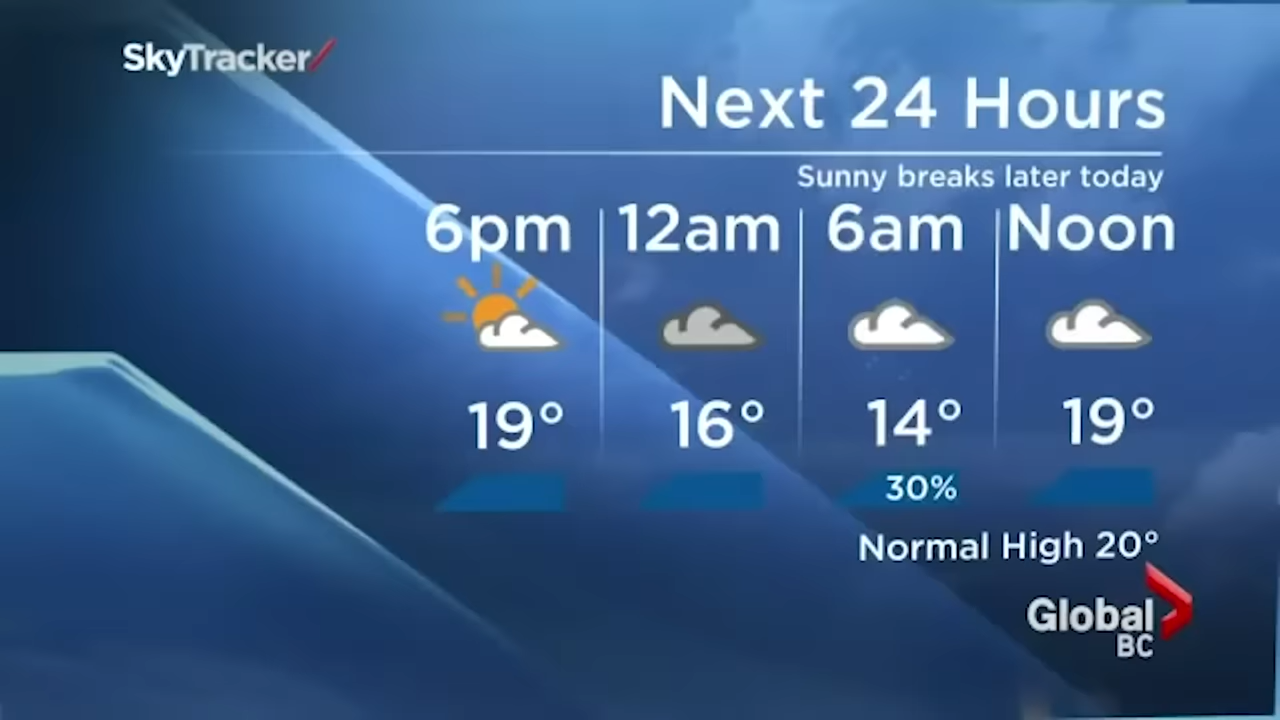 SkyTracker
Next 24 Hours
Sunny breaks later today
6pm 12am 6am Noon
19° 16° 14° 19°
30%
Normal High 20°
Global
BC